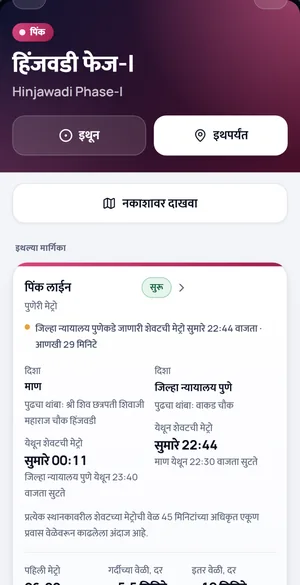 पिंक
हिंजवडी फेज-I
Hinjawadi Phase-I
इथून
इथपर्यंत
नकाशावर दाखवा
इथल्या मार्गिका
पिंक लाईन
सुरू
पुणेरी मेट्रो
जिल्हा न्यायालय पुणेकडे जाणारी शेवटची मेट्रो सुमारे 22:44 वाजता ·
आणखी 29 मिनिटे
दिशा
माण
पुढचा थांबा: श्री शिव छत्रपती शिवाजी
महाराज चौक हिंजवडी
येथून शेवटची मेट्रो
सुमारे 00:11
जिल्हा न्यायालय पुणे येथून 23:40
वाजता सुटते
दिशा
जिल्हा न्यायालय पुणे
पुढचा थांबा: वाकड चौक
येथून शेवटची मेट्रो
सुमारे 22:44
माण येथून 22:30 वाजता सुटते
प्रत्येक स्थानकावरील शेवटच्या मेट्रोची वेळ 45 मिनिटांच्या अधिकृत एकूण
प्रवास वेळेवरून काढलेला अंदाज आहे.
पहिली मेट्रो
गर्दीच्या वेळी, दर
इतर वेळी, दर